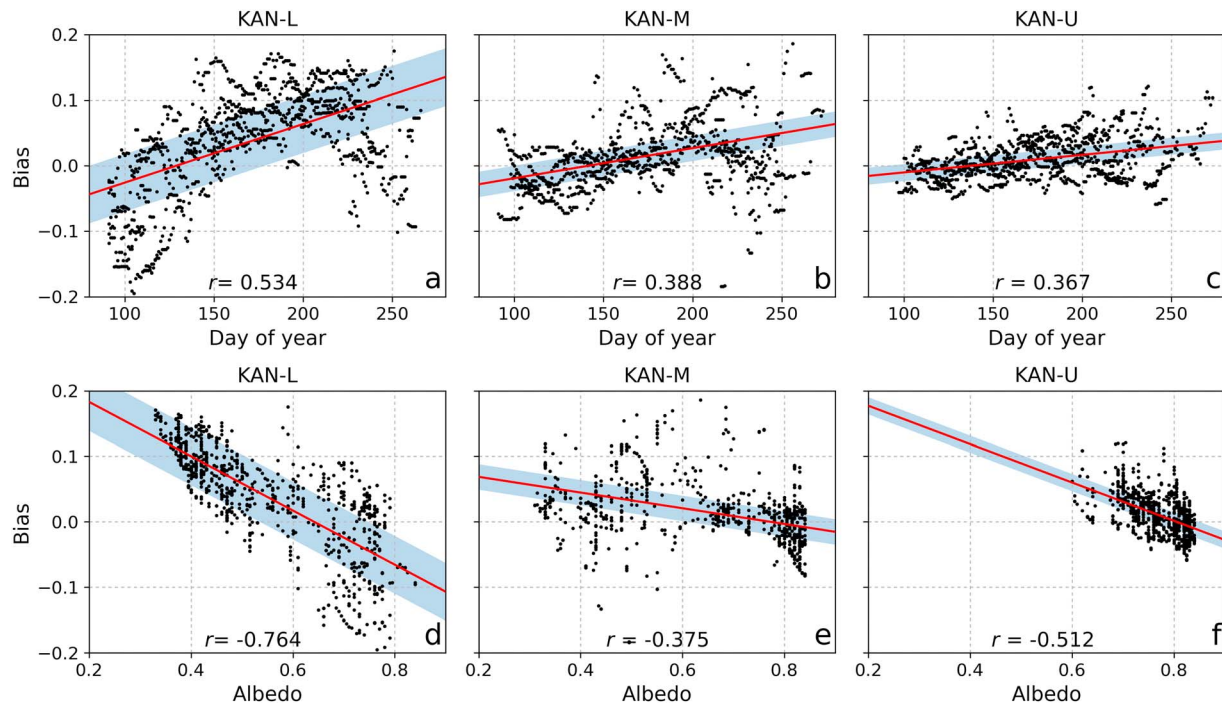 KAN-L KAN-M KAN-U
0.2
0.1
0.0
−0.1
−0.2
Bias
r= 0.534 a r= 0.388 b r= 0.367 c
100 150 200 250 100 150 200 250 100 150 200 250
Day of year Day of year Day of year
KAN-L KAN-M KAN-U
0.2
0.1
0.0
−0.1
−0.2
Bias
r= -0.764 d r= -0.375 e r= -0.512 f
0.2 0.4 0.6 0.8 0.2 0.4 0.6 0.8 0.2 0.4 0.6 0.8
Albedo Albedo Albedo